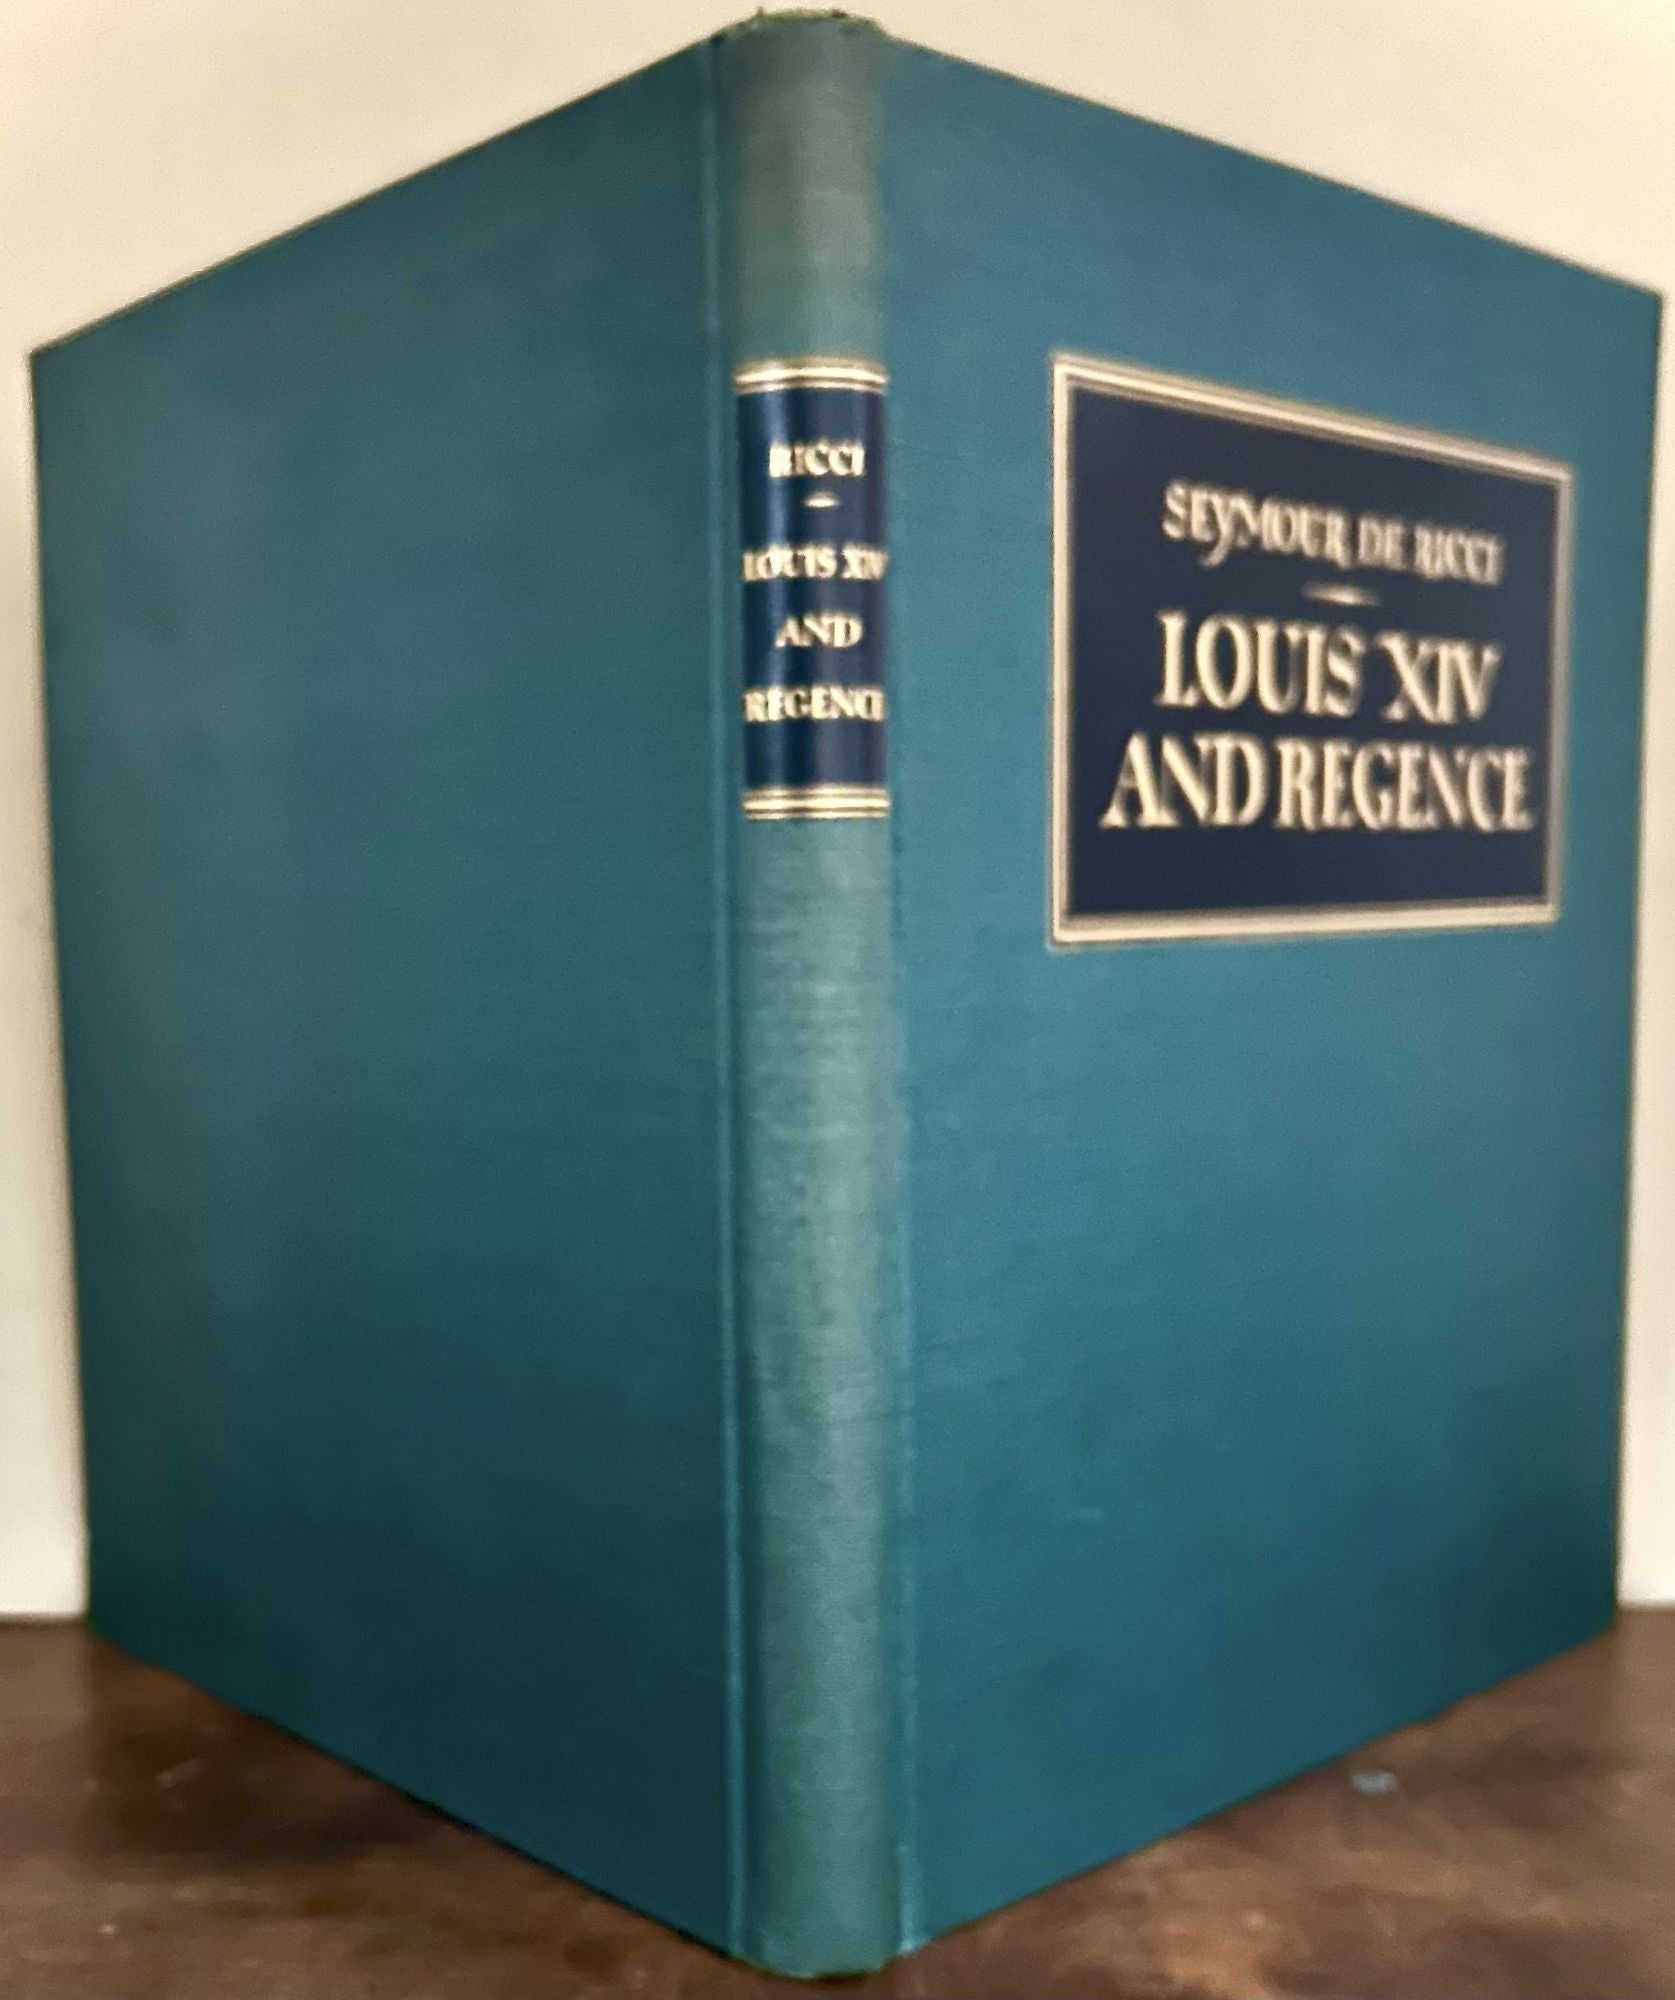 RICCI
LOUIS XIV
AND
REGENCE
SEYMOUR DE RICCI
LOUIS XIV
AND REGENCE